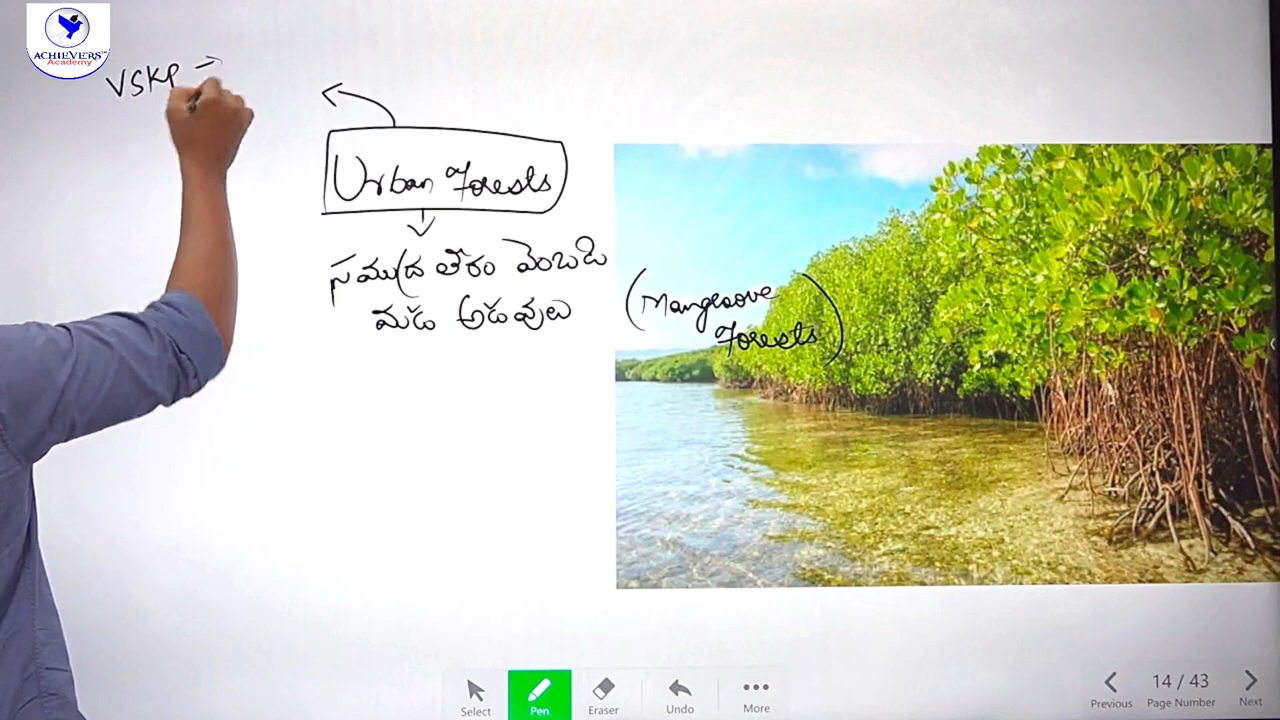 ACHIEVERS™
Academy
VSKP →
Urban Forests
సముద్ర తీరం వెంబడి
మడ అడవులు
(Mangroove
Forests)
Select
Pen
Eraser
Undo
More
Previous
14 / 43
Page Number
Next